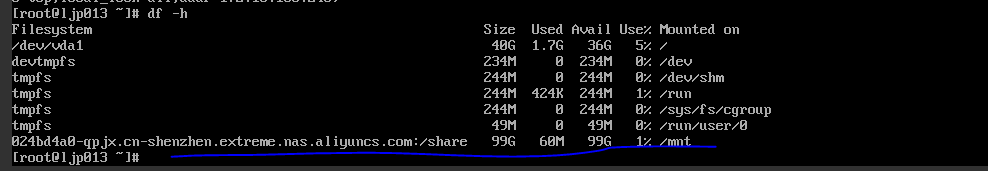 [root@ljp013 ~]# df -h
Filesystem Size Used Avail Use% Mounted on
/dev/vda1 40G 1.7G 36G 5% /
devtmpfs 234M 0 234M 0% /dev
tmpfs 244M 0 244M 0% /dev/shm
tmpfs 244M 424K 244M 1% /run
tmpfs 244M 0 244M 0% /sys/fs/cgroup
tmpfs 49M 0 49M 0% /run/user/0
024bd4a0-qpjx.cn-shenzhen.extreme.nas.aliyuncs.com:/share 99G 60M 99G 1% /mnt
[root@ljp013 ~]#